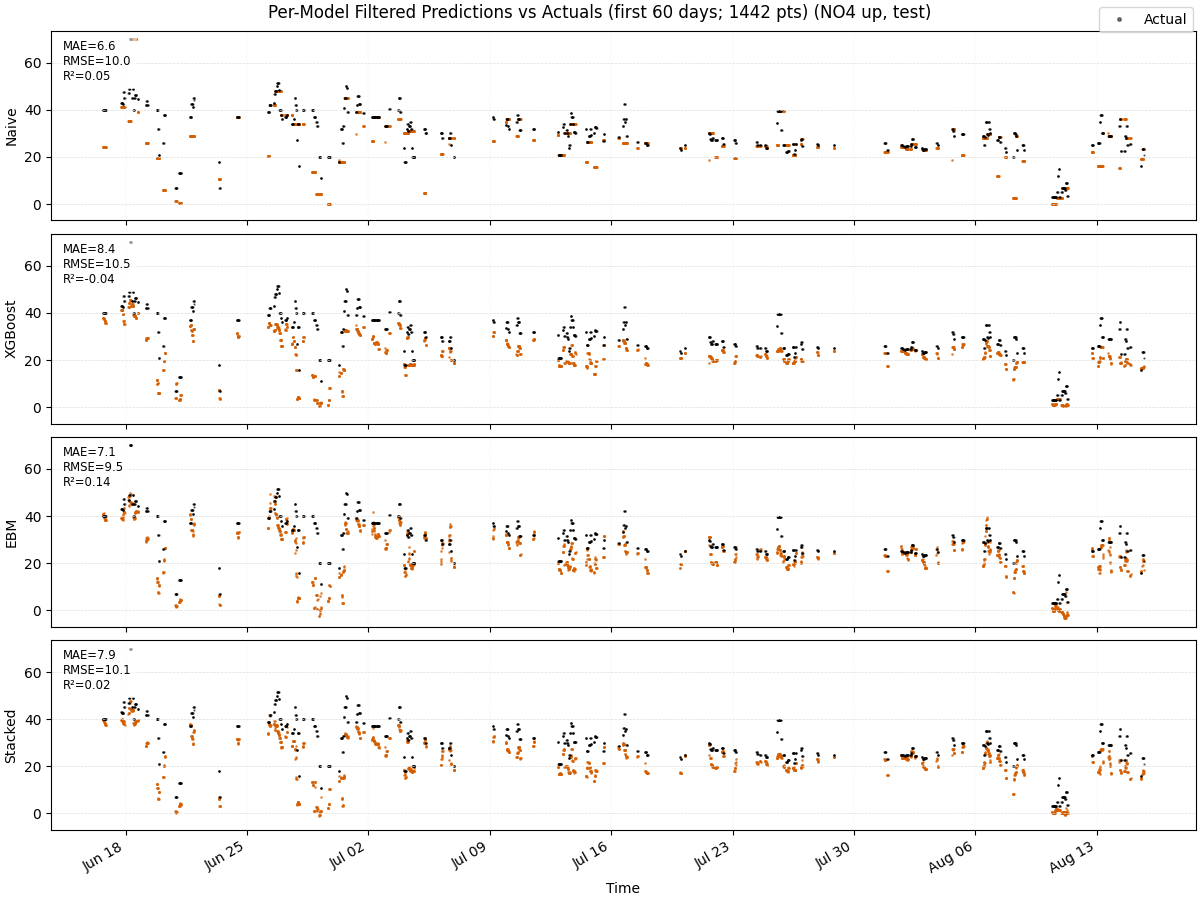 Per-Model Filtered Predictions vs Actuals (first 60 days; 1442 pts) (NO4 up, test)
Actual
MAE=6.6
RMSE=10.0
R²=0.05
60
40
20
0
Naive
MAE=8.4
RMSE=10.5
R²=-0.04
60
40
20
0
XGBoost
MAE=7.1
RMSE=9.5
R²=0.14
60
40
20
0
EBM
MAE=7.9
RMSE=10.1
R²=0.02
60
40
20
0
Stacked
Jun 18
Jun 25
Jul 02
Jul 09
Jul 16
Jul 23
Jul 30
Aug 06
Aug 13
Time